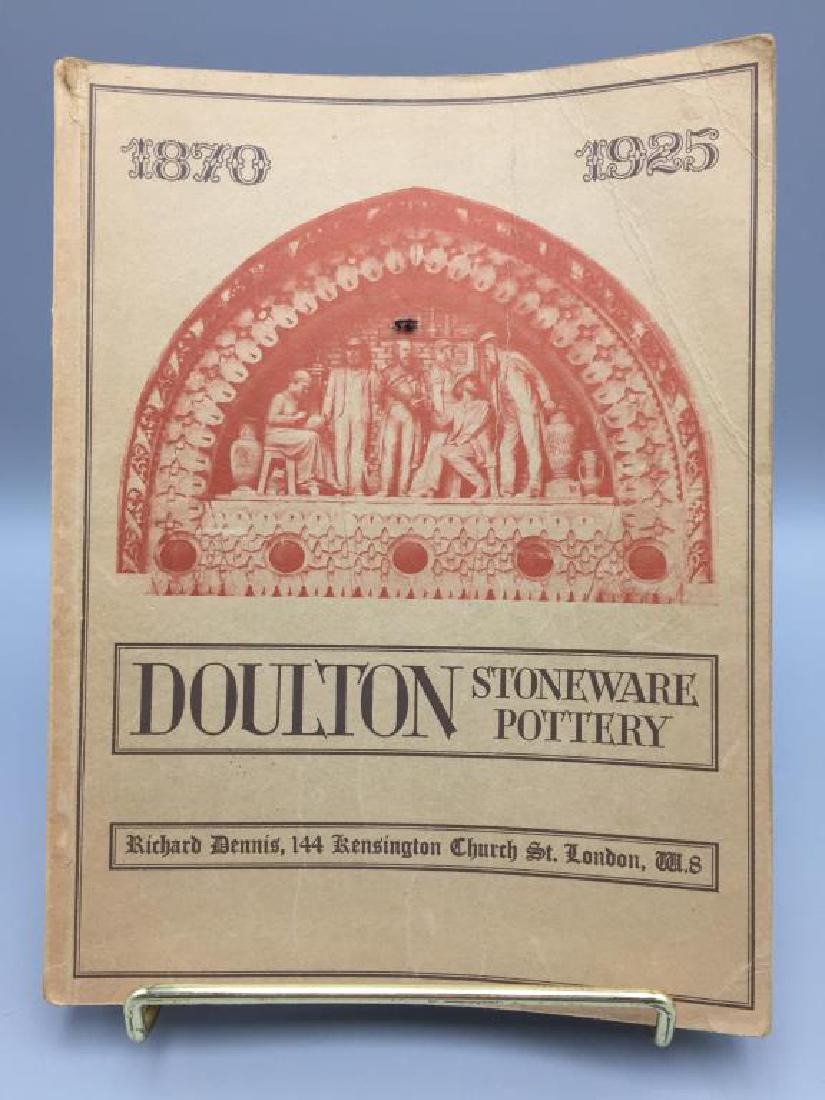 1870 1925
DOULTON STONEWARE
POTTERY
Richard Dennis, 144 Kensington Church St. London, W.8